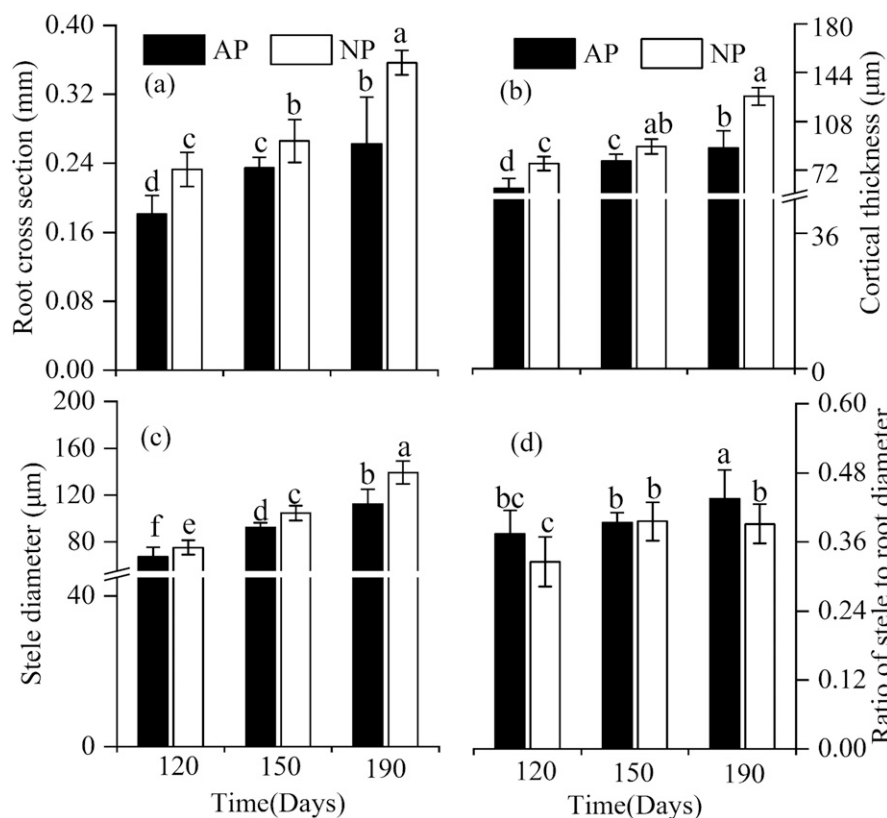 AP NP
(a)
Root cross section (mm)
0.40
0.32
0.24
0.16
0.08
0.00
d c c b b a
AP NP
(b)
Cortical thickness (μm)
180
144
108
72
36
0
d c c ab b a
(c)
Stele diameter (μm)
200
160
120
80
40
0
f e d c b a
120 150 190
Time(Days)
(d)
Ratio of stele to root diameter
0.60
0.48
0.36
0.24
0.12
0.00
bc c b b a b
120 150 190
Time(Days)